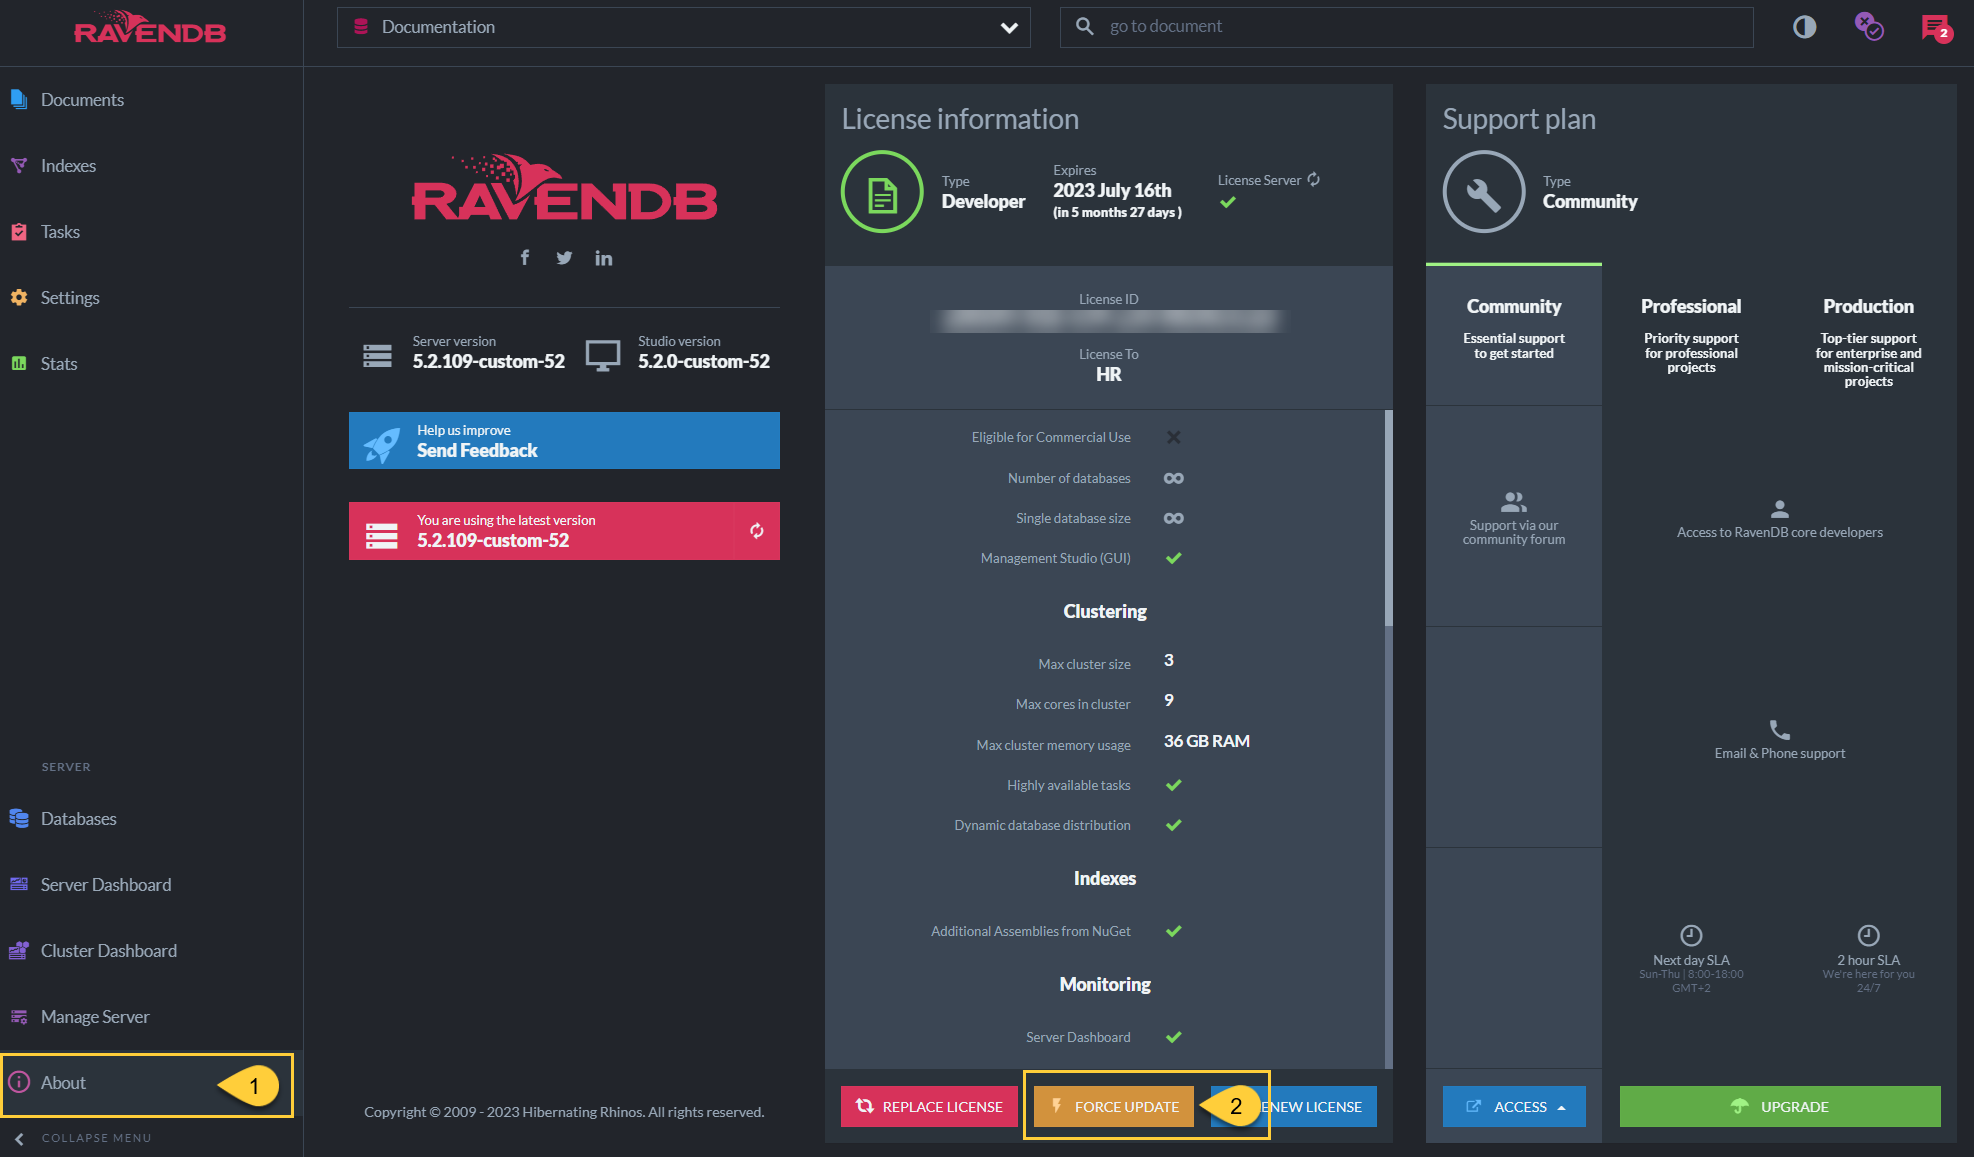 RAVENDB
Documentation
go to document
2
Documents
Indexes
Tasks
Settings
Stats
SERVER
Databases
Server Dashboard
Cluster Dashboard
Manage Server
About
1
COLLAPSE MENU
RAVENDB
Server version
5.2.109-custom-52
Studio version
5.2.0-custom-52
Help us improve
Send Feedback
You are using the latest version
5.2.109-custom-52
Copyright © 2009 - 2023 Hibernating Rhinos. All rights reserved.
License information
Type
Developer
Expires
2023 July 16th
(in 5 months 27 days )
License Server
License ID
License To
HR
Eligible for Commercial Use
Number of databases
Single database size
Management Studio (GUI)
Clustering
Max cluster size 3
Max cores in cluster 9
Max cluster memory usage 36 GB RAM
Highly available tasks
Dynamic database distribution
Indexes
Additional Assemblies from NuGet
Monitoring
Server Dashboard
REPLACE LICENSE
FORCE UPDATE
2
ENEW LICENSE
Support plan
Type
Community
Community
Essential support
to get started
Professional
Priority support
for professional
projects
Production
Top-tier support
for enterprise and
mission-critical
projects
Support via our
community forum
Access to RavenDB core developers
Email & Phone support
Next day SLA
Sun-Thu | 8:00-18:00
GMT+2
2 hour SLA
We're here for you
24/7
ACCESS
UPGRADE